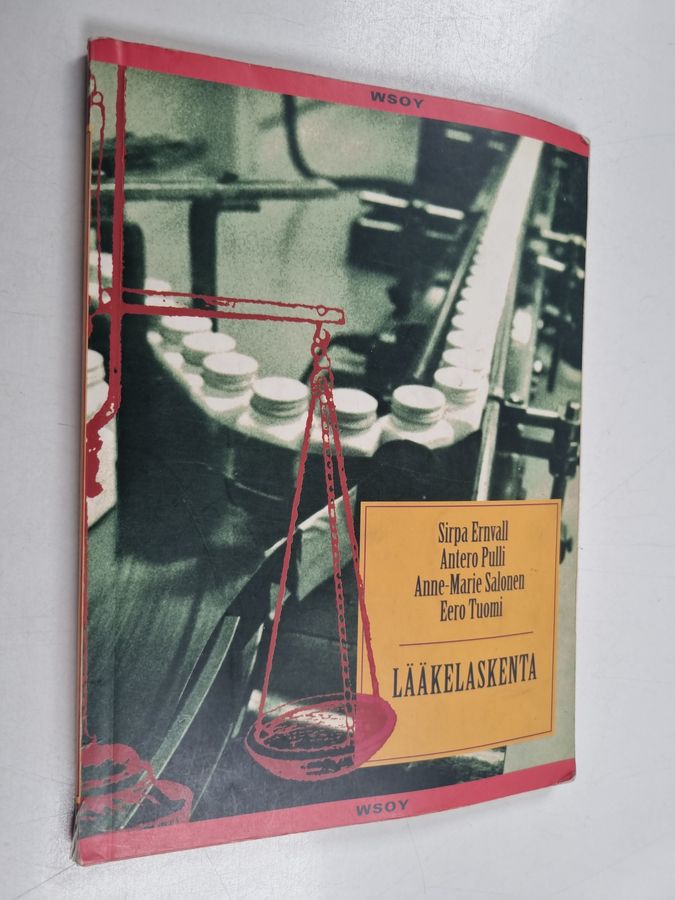 WSOY
Sirpa Ernvall
Antero Pulli
Anne-Marie Salonen
Eero Tuomi
LÄÄKELASKENTA
WSOY